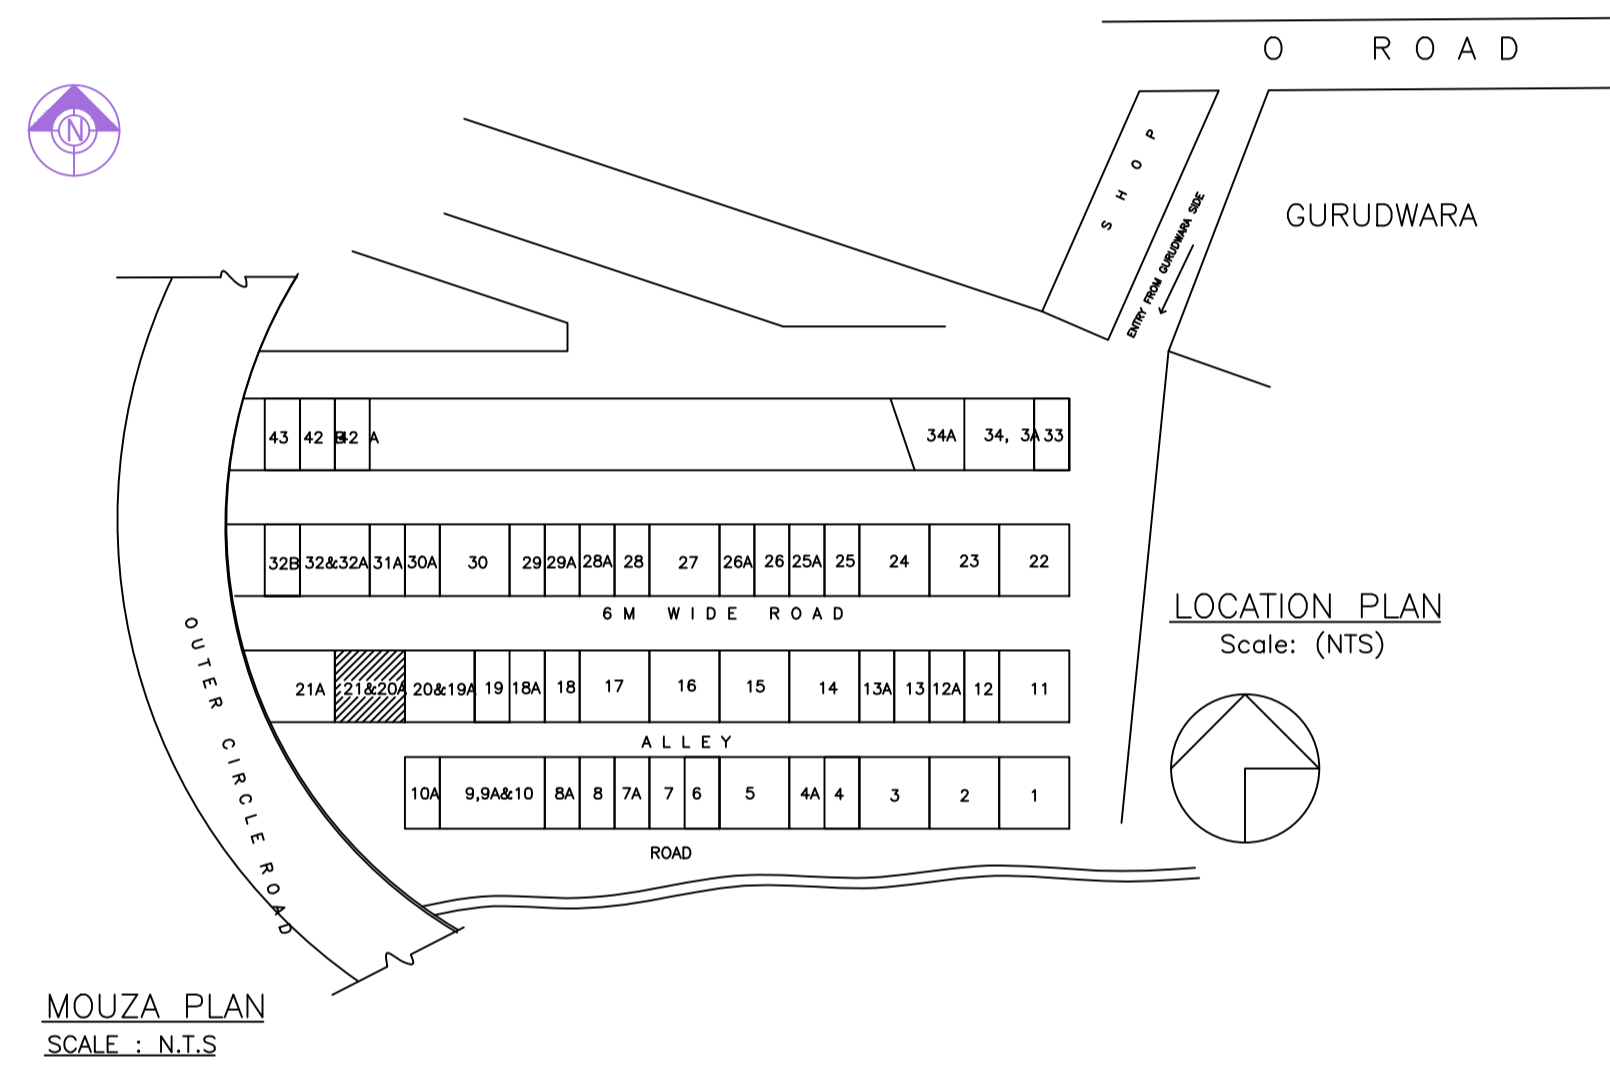 O ROAD
N
SHOP
ENTRY FROM GURUDWARA SIDE
GURUDWARA
43 42 B 42 A 34A 34, 3A 33
32B 32&32A 31A 30A 30 29 29A 28A 28 27 26A 26 25A 25 24 23 22
6 M WIDE ROAD
LOCATION PLAN
Scale: (NTS)
21A 21&20A 20&19A 19 18A 18 17 16 15 14 13A 13 12A 12 11
OUTER CIRCLE ROAD
ALLEY
10A 9,9A&10 8A 8 7A 7 6 5 4A 4 3 2 1
ROAD
MOUZA PLAN
SCALE : N.T.S